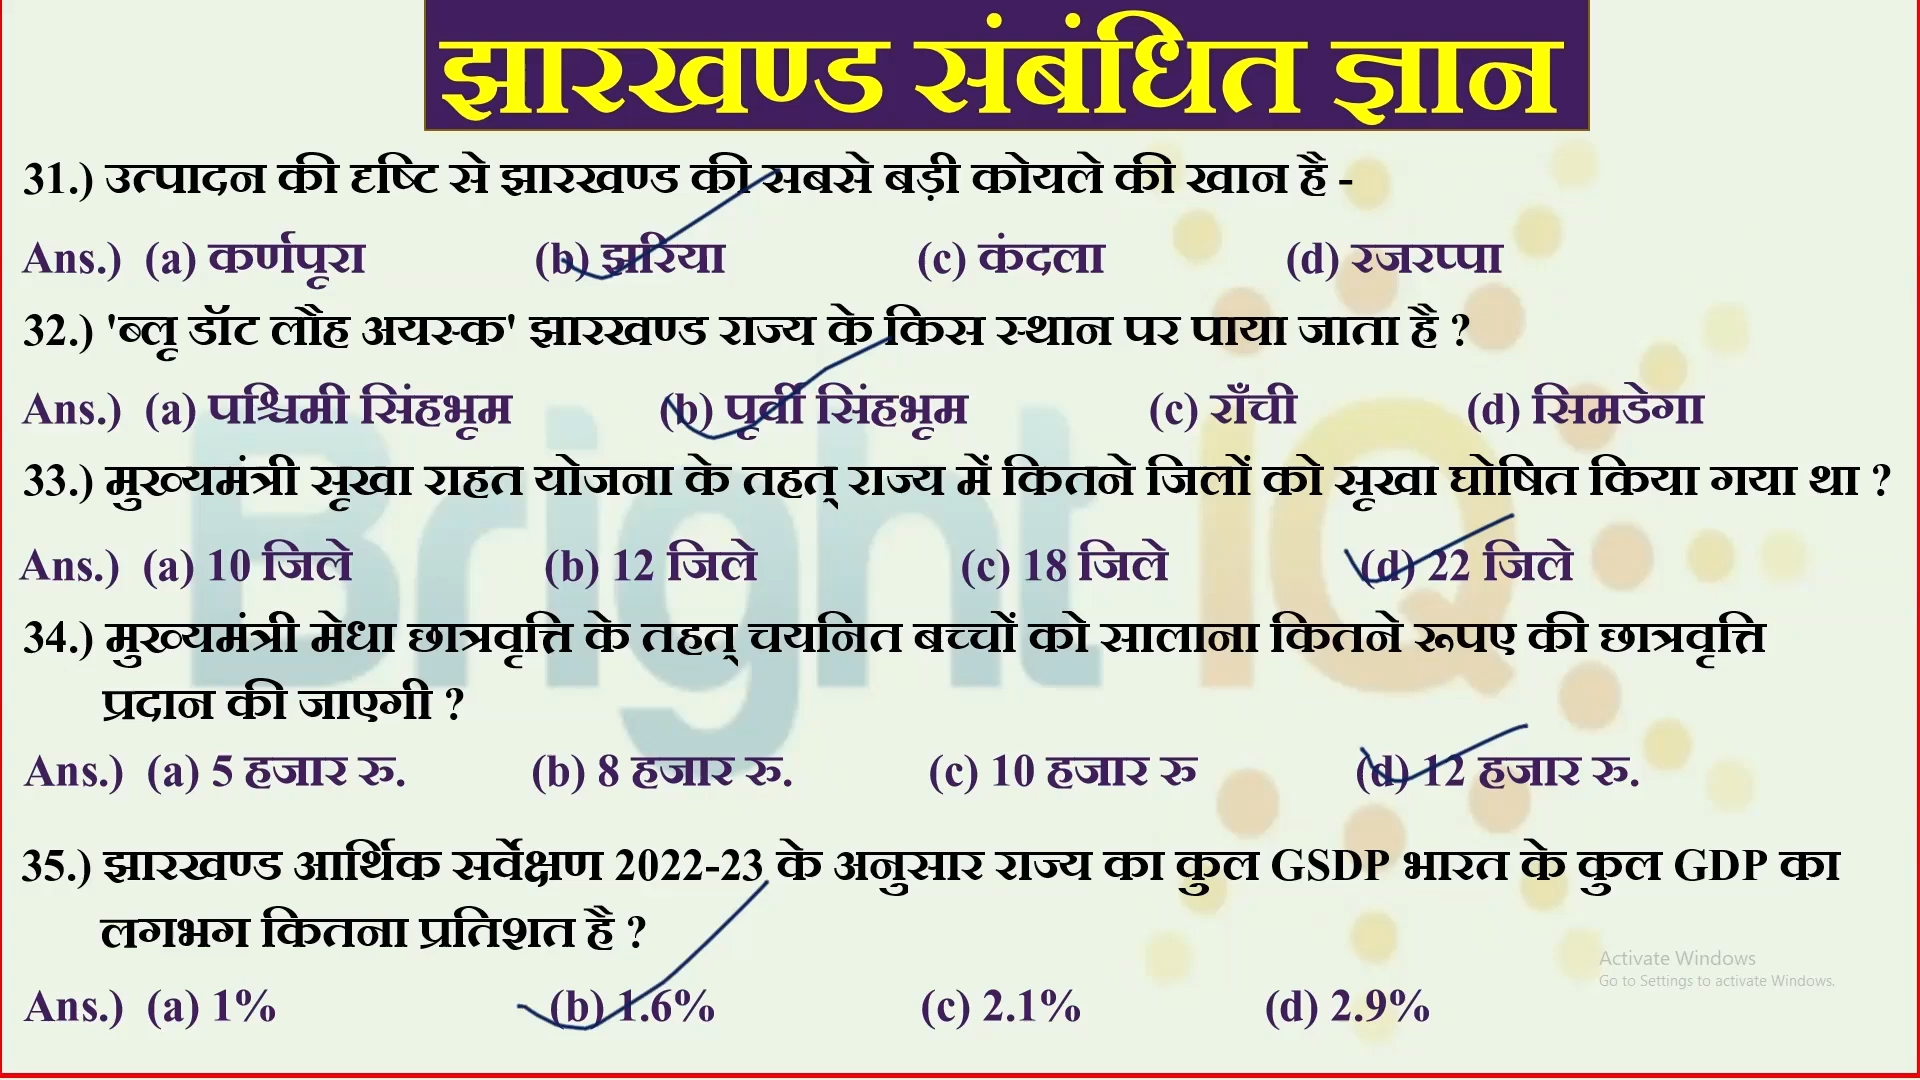 झारखण्ड संबंधित ज्ञान
31.) उत्पादन की दृष्टि से झारखण्ड की सबसे बड़ी कोयले की खान है -
Ans.) (a) कर्णपूरा (b) झरिया (c) कंदला (d) रजरप्पा
32.) 'ब्लू डॉट लौह अयस्क' झारखण्ड राज्य के किस स्थान पर पाया जाता है ?
Ans.) (a) पश्चिमी सिंहभूम (b) पूर्वी सिंहभूम (c) राँची (d) सिमडेगा
33.) मुख्यमंत्री सूखा राहत योजना के तहत् राज्य में कितने जिलों को सूखा घोषित किया गया था ?
Ans.) (a) 10 जिले (b) 12 जिले (c) 18 जिले (d) 22 जिले
34.) मुख्यमंत्री मेधा छात्रवृत्ति के तहत् चयनित बच्चों को सालाना कितने रूपए की छात्रवृत्ति
प्रदान की जाएगी ?
Ans.) (a) 5 हजार रु. (b) 8 हजार रु. (c) 10 हजार रु (d) 12 हजार रु.
35.) झारखण्ड आर्थिक सर्वेक्षण 2022-23 के अनुसार राज्य का कुल GSDP भारत के कुल GDP का
लगभग कितना प्रतिशत है ?
Ans.) (a) 1% (b) 1.6% (c) 2.1% (d) 2.9%
Bright IQ
Activate Windows
Go to Settings to activate Windows.